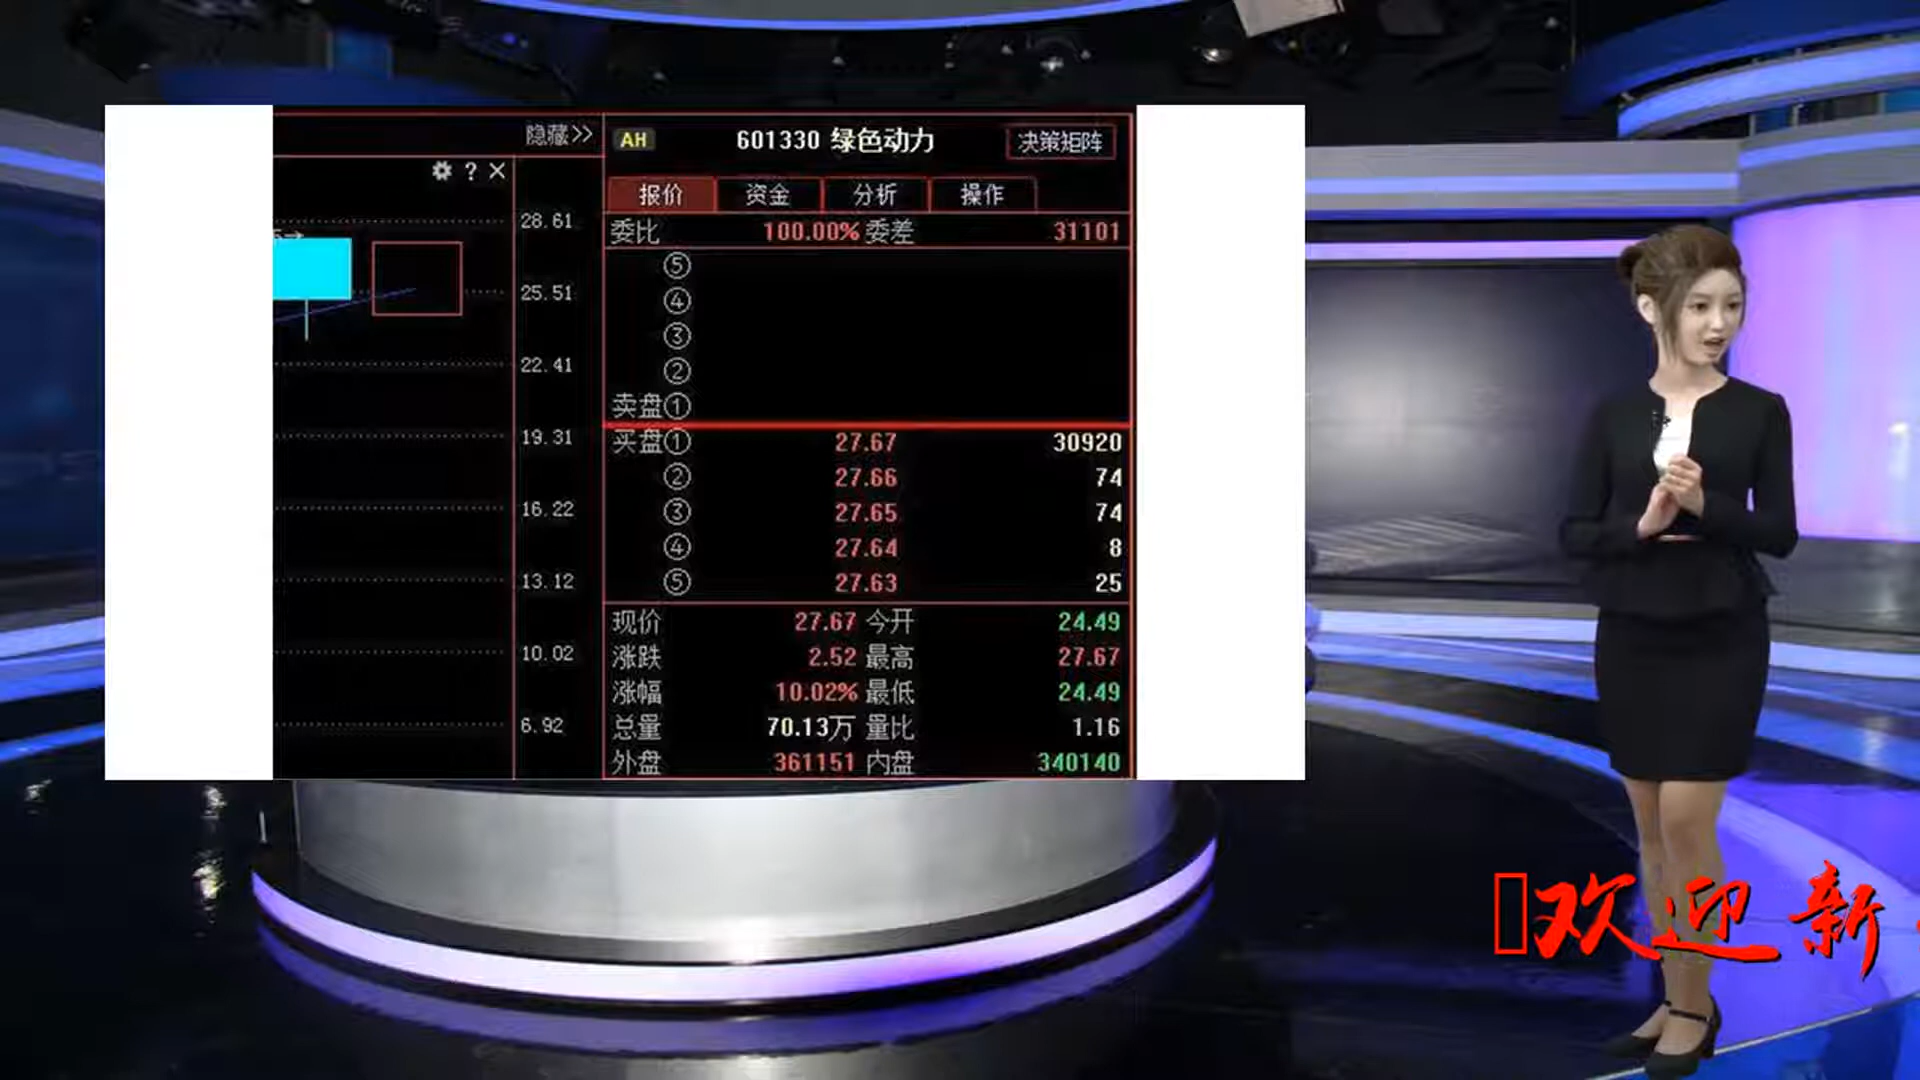 隐藏>>
AH 601330 绿色动力 决策矩阵
? ×
报价 资金 分析 操作
28.61
委比 100.00% 委差 31101
⑤
④
25.51
③
②
22.41
卖盘①
19.31
买盘① 27.67 30920
② 27.66 74
16.22
③ 27.65 74
④ 27.64 8
13.12
⑤ 27.63 25
现价 27.67 今开 24.49
10.02
涨跌 2.52 最高 27.67
涨幅 10.02% 最低 24.49
6.92
总量 70.13万 量比 1.16
外盘 361151 内盘 340140
欢迎新